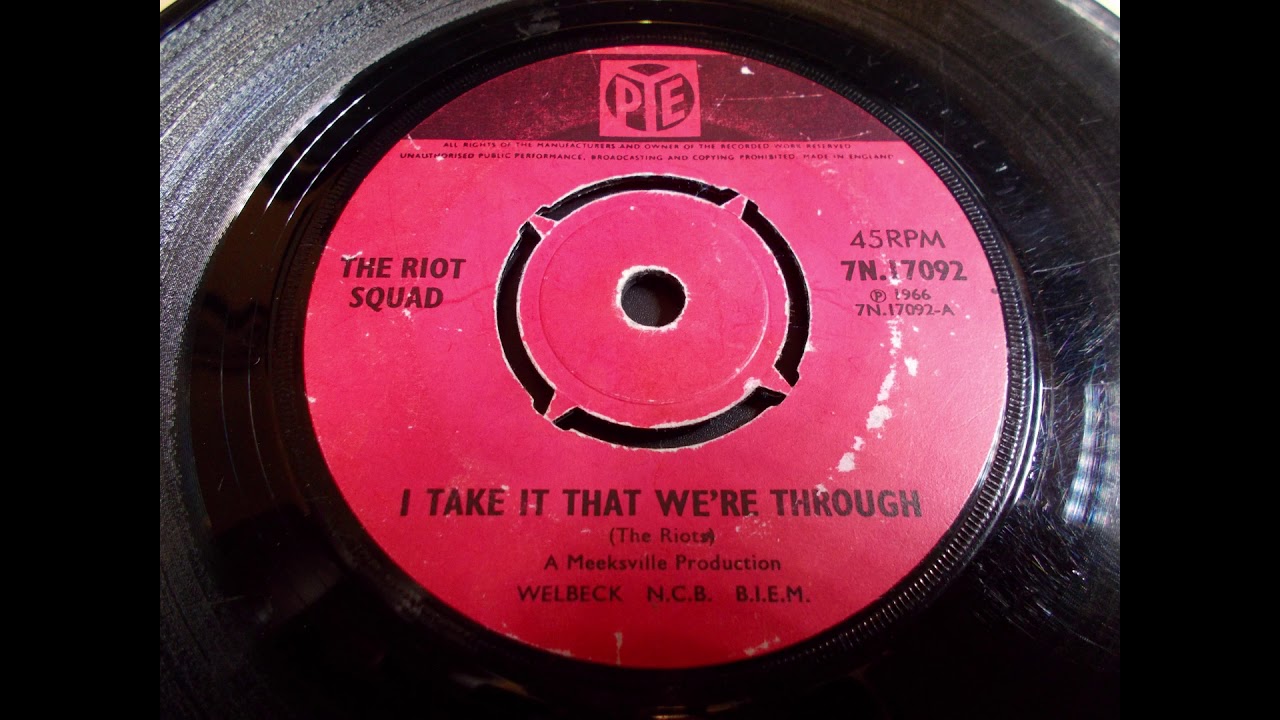 PYE
ALL RIGHTS OF THE MANUFACTURERS AND OWNER OF THE RECORDED WORK RESERVED
UNAUTHORISED PUBLIC PERFORMANCE, BROADCASTING AND COPYING PROHIBITED. MADE IN ENGLAND
THE RIOT
SQUAD
45RPM
7N.17092
℗ 1966
7N.17092-A
I TAKE IT THAT WE'RE THROUGH
(The Riots)
A Meeksville Production
WELBECK N.C.B. B.I.E.M.